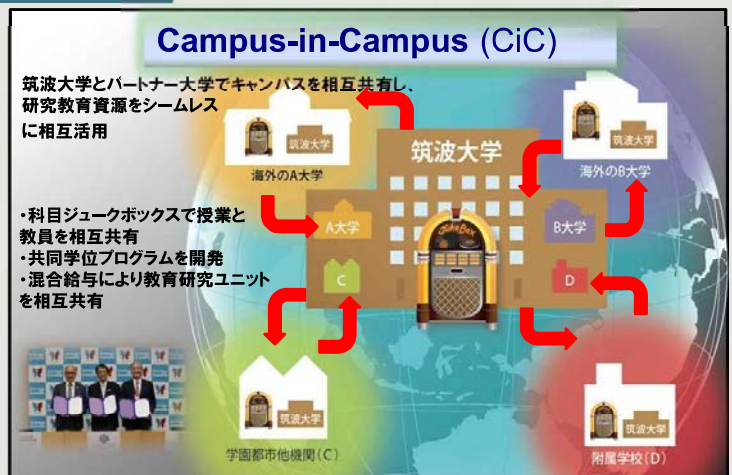 Campus-in-Campus (CiC)
筑波大学とパートナー大学でキャンパスを相互共有し、
研究教育資源をシームレス
に相互活用
筑波大学
海外のA大学
筑波大学
筑波大学
海外のB大学
・科目ジュークボックスで授業と
教員を相互共有
・共同学位プログラムを開発
・混合給与により教育研究ユニット
を相互共有
A大学
B大学
JukeBox
C
D
筑波大学
学園都市他機関(C)
筑波大学
附属学校(D)